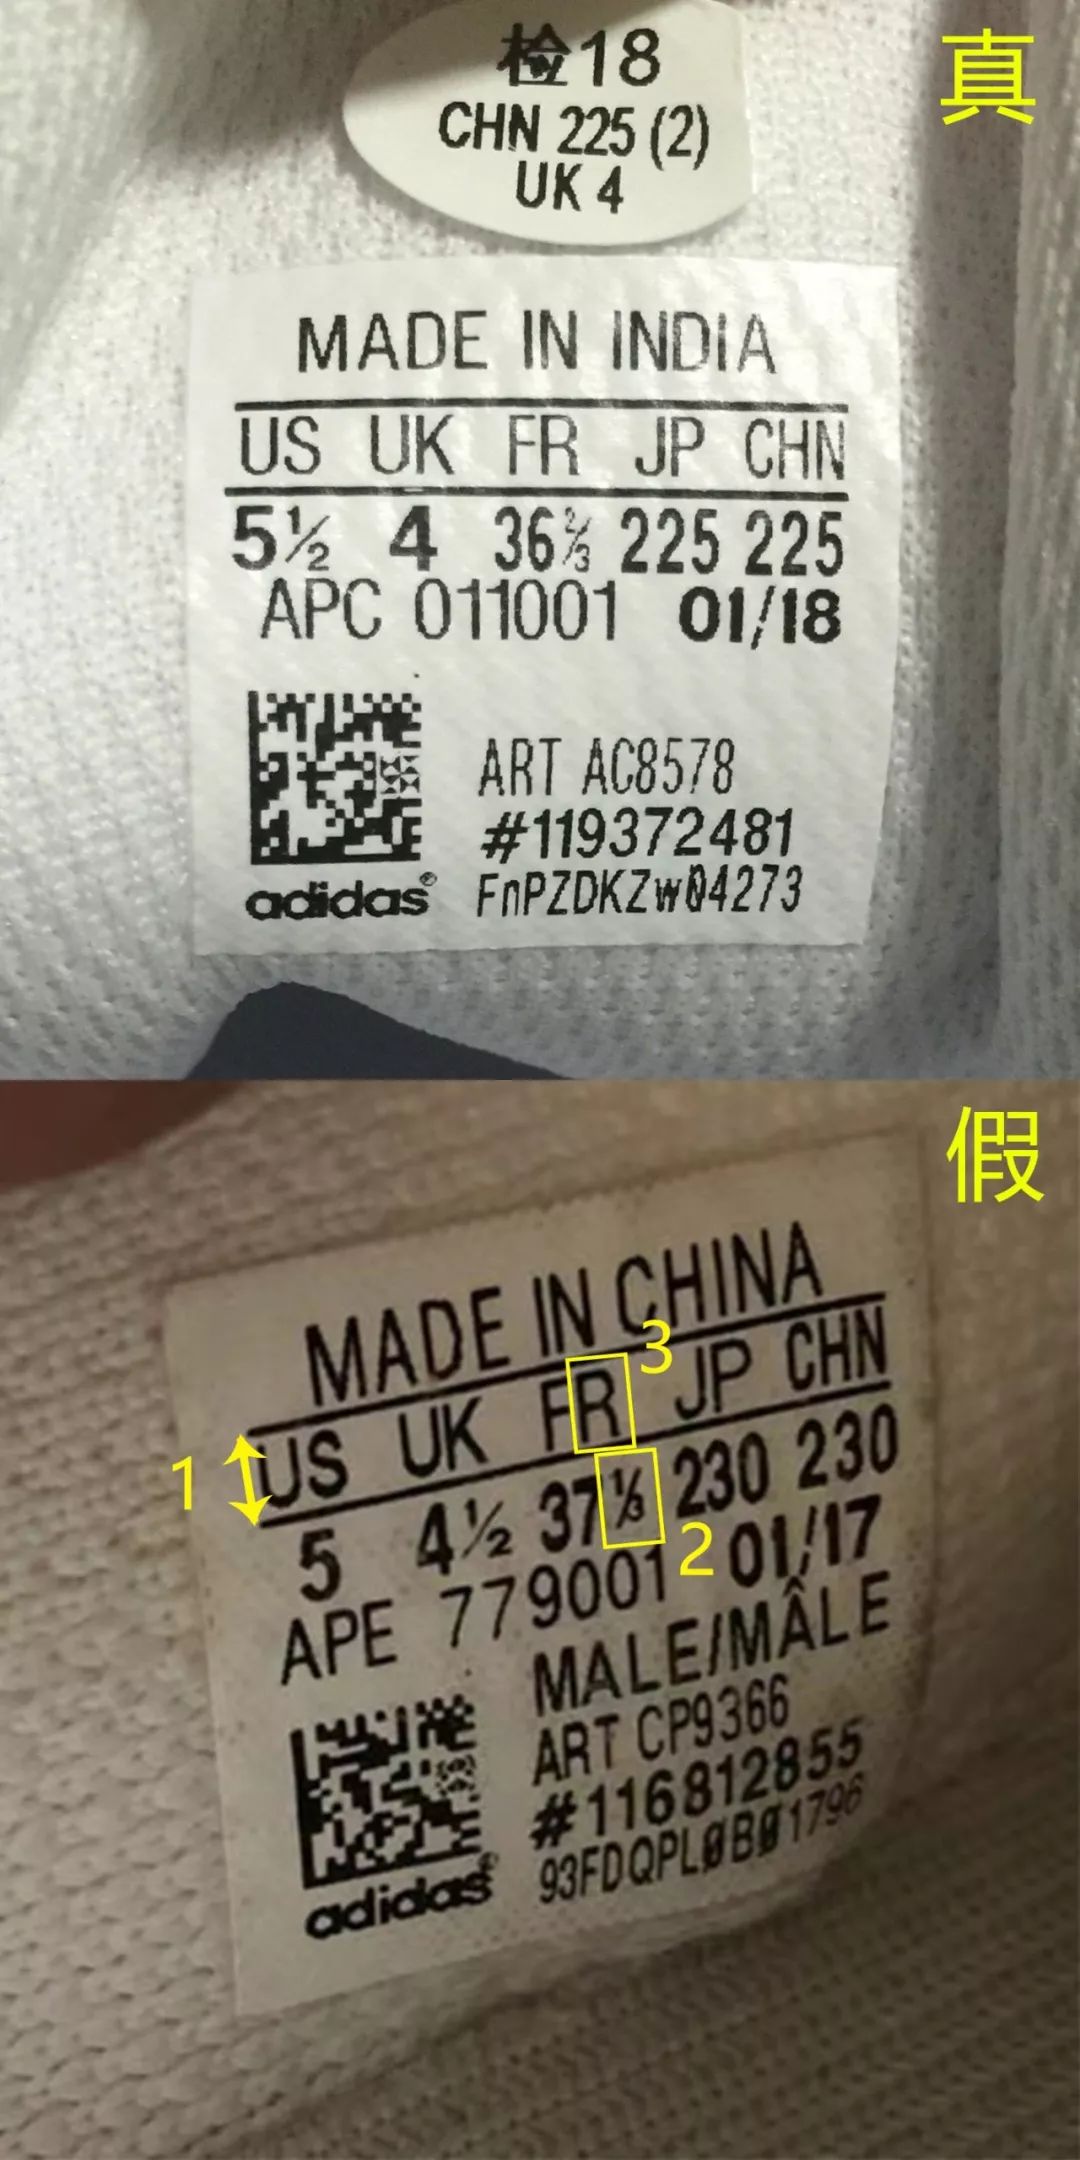 真
检18
CHN 225 (2)
UK 4
MADE IN INDIA
US UK FR JP CHN
5½ 4 36⅔ 225 225
APC 011001 01/18
ART AC8578
#119372481
FnPZDKZw04273
adidas®
假
MADE IN CHINA
3
US UK FR JP CHN
1
5 4½ 37⅓ 230 230
2
APE 779001 01/17
MALE/MÂLE
ART CP9366
#116812855
93FDQPL0B01796
adidas®